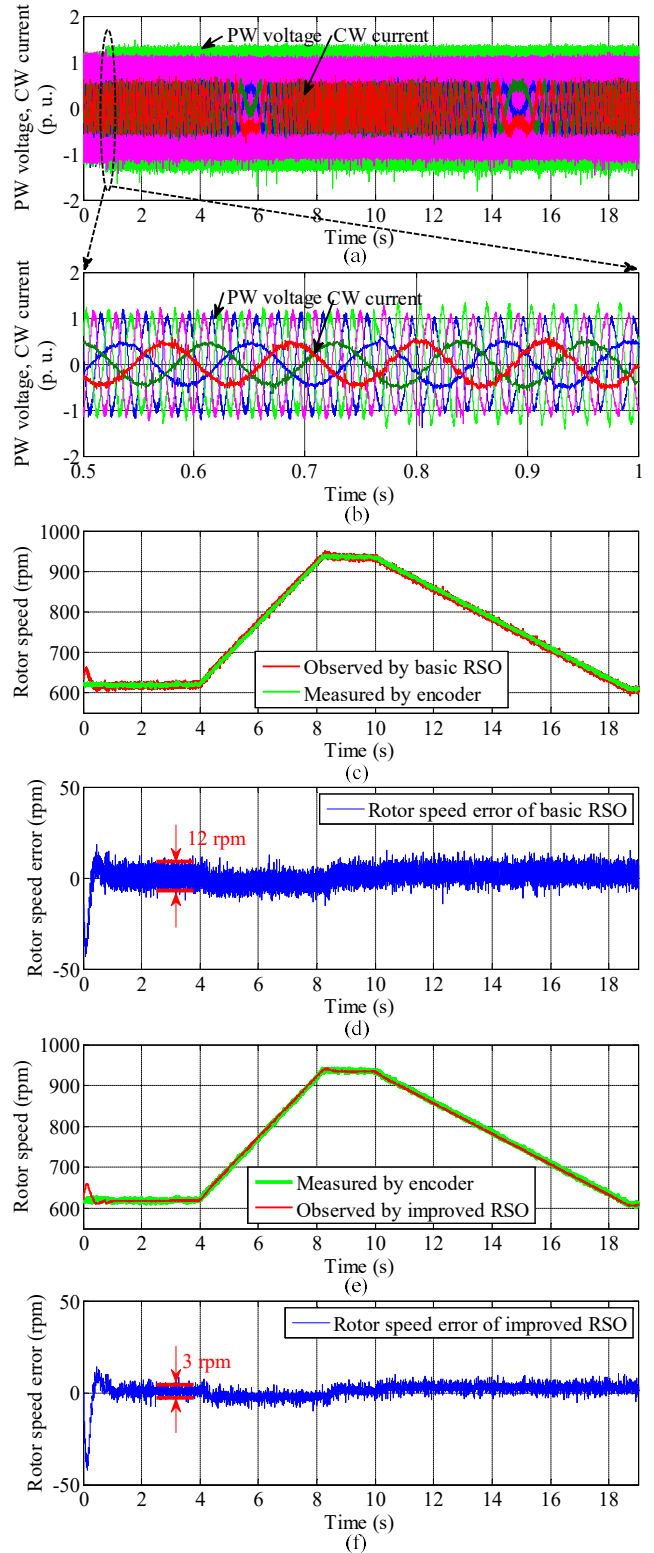 PW voltage, CW current
(p. u.)
2
1
0
-1
-2
PW voltage CW current
0 2 4 6 8 10 12 14 16 18
Time (s)
(a)
PW voltage, CW current
(p. u.)
2
1
0
-1
-2
PW voltage CW current
0.5 0.6 0.7 0.8 0.9 1
Time (s)
(b)
Rotor speed (rpm)
1000
900
800
700
600
Observed by basic RSO
Measured by encoder
0 2 4 6 8 10 12 14 16 18
Time (s)
(c)
Rotor speed error (rpm)
50
0
-50
12 rpm
Rotor speed error of basic RSO
0 2 4 6 8 10 12 14 16 18
Time (s)
(d)
Rotor speed (rpm)
1000
900
800
700
600
Measured by encoder
Observed by improved RSO
0 2 4 6 8 10 12 14 16 18
Time (s)
(e)
Rotor speed error (rpm)
50
0
-50
3 rpm
Rotor speed error of improved RSO
0 2 4 6 8 10 12 14 16 18
Time (s)
(f)